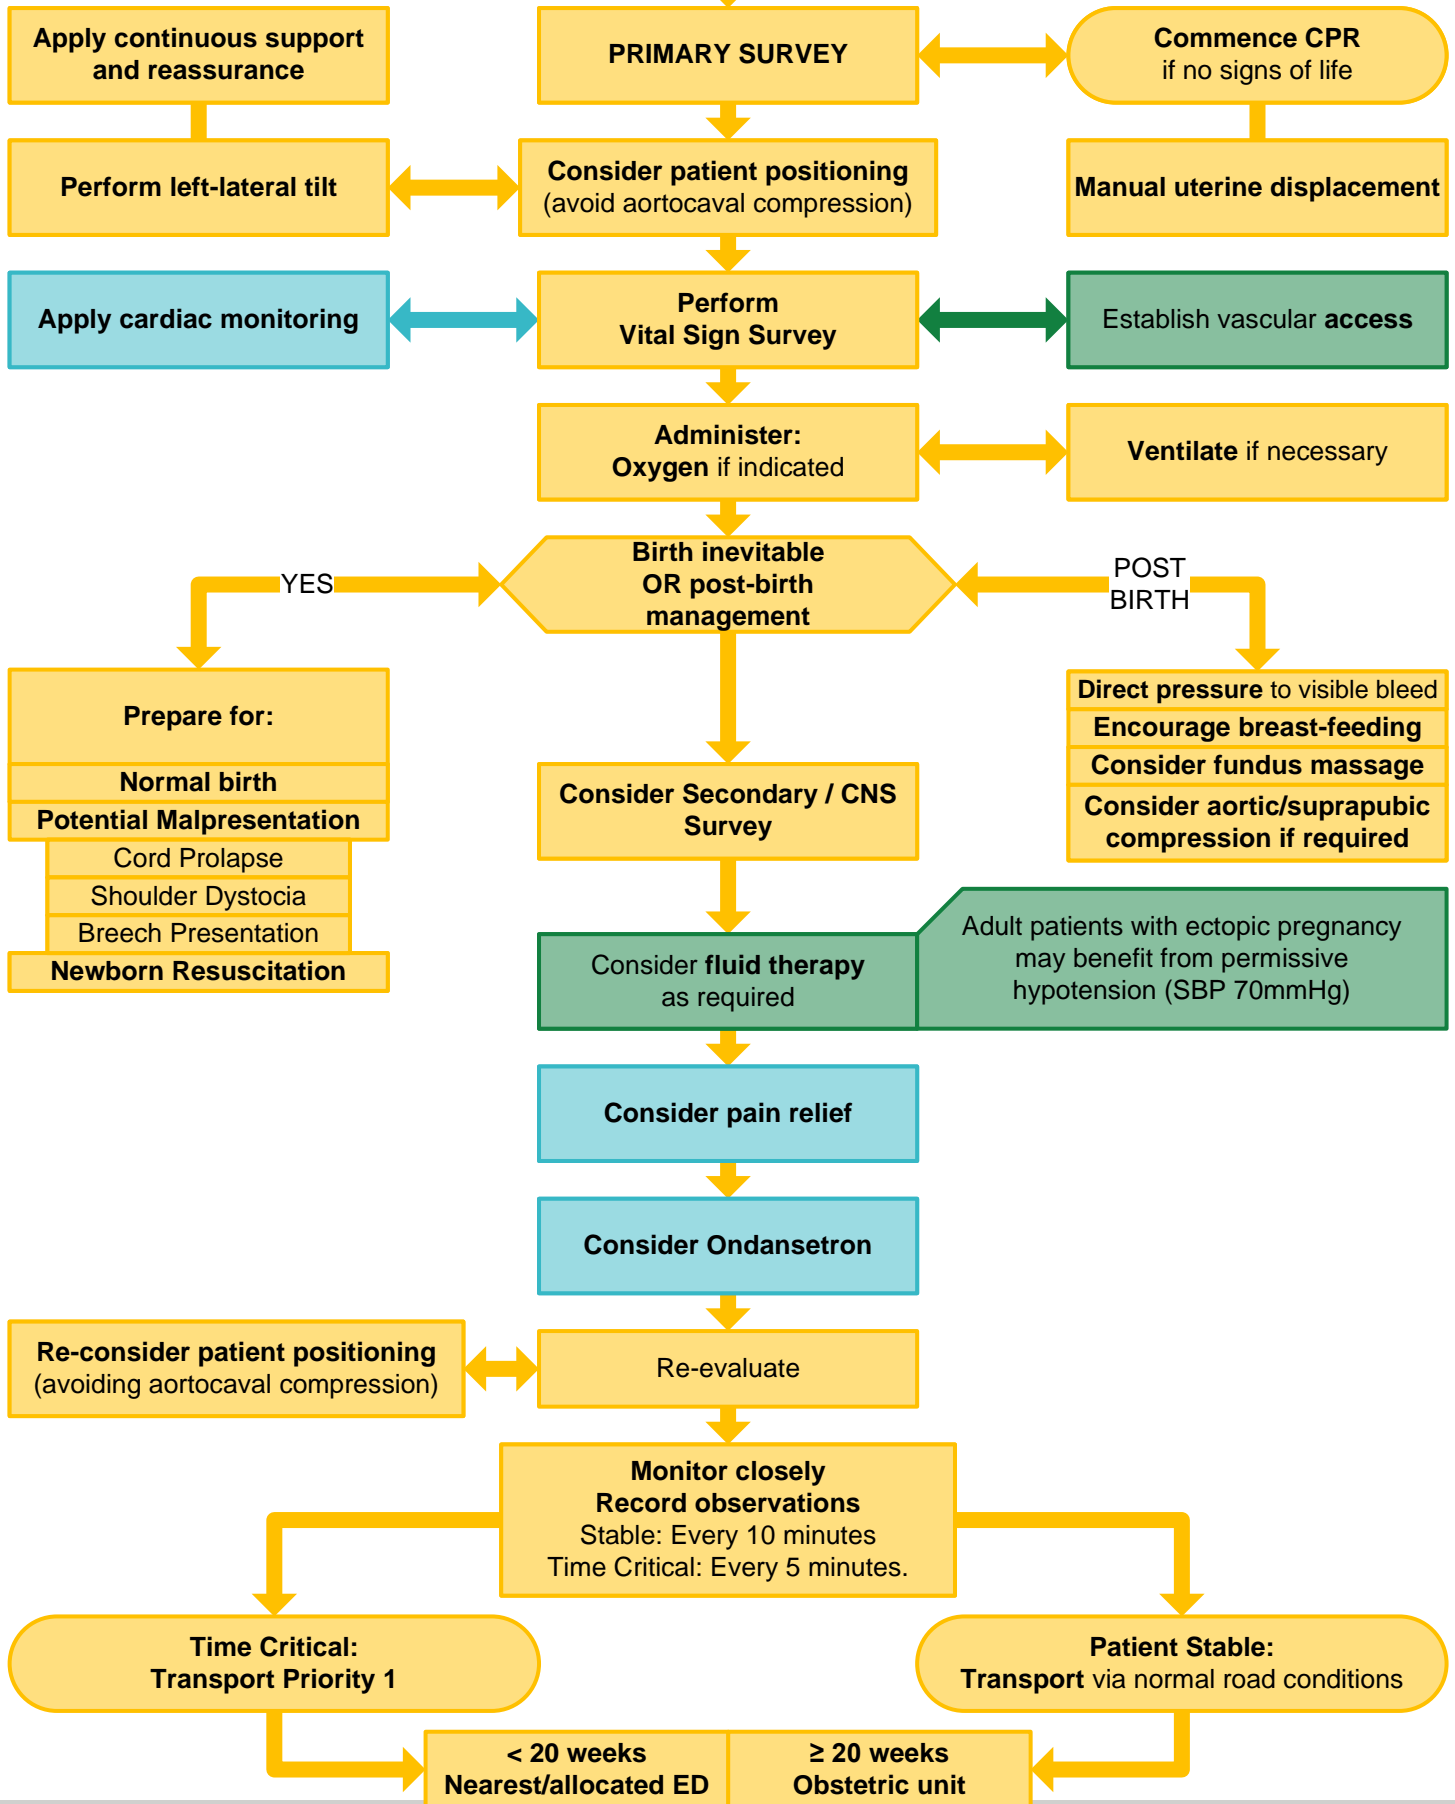 Apply continuous support
and reassurance
PRIMARY SURVEY
Commence CPR
if no signs of life
Perform left-lateral tilt
Consider patient positioning
(avoid aortocaval compression)
Manual uterine displacement
Apply cardiac monitoring
Perform
Vital Sign Survey
Establish vascular access
Administer:
Oxygen if indicated
Ventilate if necessary
Birth inevitable
OR post-birth
management
YES
POST
BIRTH
Prepare for:
Normal birth
Potential Malpresentation
Cord Prolapse
Shoulder Dystocia
Breech Presentation
Newborn Resuscitation
Direct pressure to visible bleed
Encourage breast-feeding
Consider fundus massage
Consider aortic/suprapubic
compression if required
Consider Secondary / CNS
Survey
Consider fluid therapy
as required
Adult patients with ectopic pregnancy
may benefit from permissive
hypotension (SBP 70mmHg)
Consider pain relief
Consider Ondansetron
Re-consider patient positioning
(avoiding aortocaval compression)
Re-evaluate
Monitor closely
Record observations
Stable: Every 10 minutes
Time Critical: Every 5 minutes.
Time Critical:
Transport Priority 1
Patient Stable:
Transport via normal road conditions
< 20 weeks
Nearest/allocated ED
≥ 20 weeks
Obstetric unit